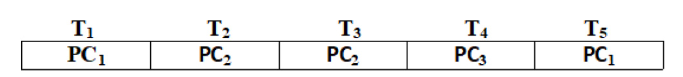 T₁ T₂ T₃ T₄ T₅
PC₁ PC₂ PC₂ PC₃ PC₁